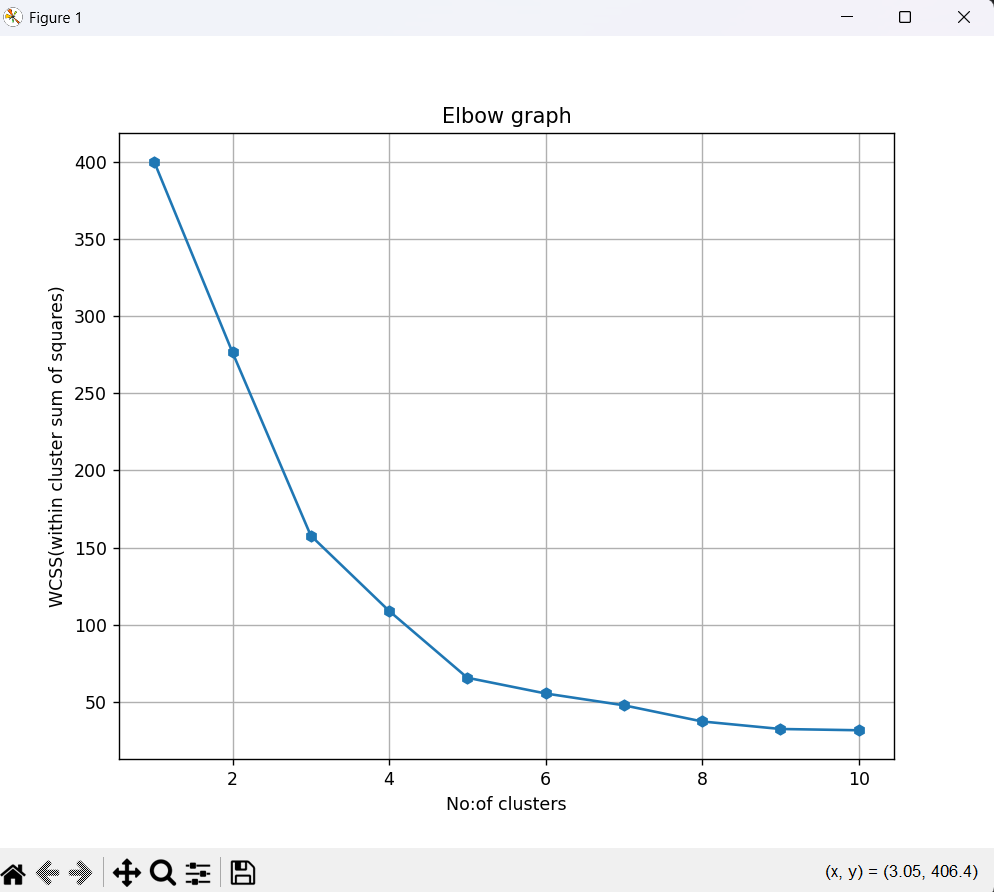 Figure 1
Elbow graph
400
350
300
250
200
150
100
50
WCSS(within cluster sum of squares)
2 4 6 8 10
No:of clusters
(x, y) = (3.05, 406.4)